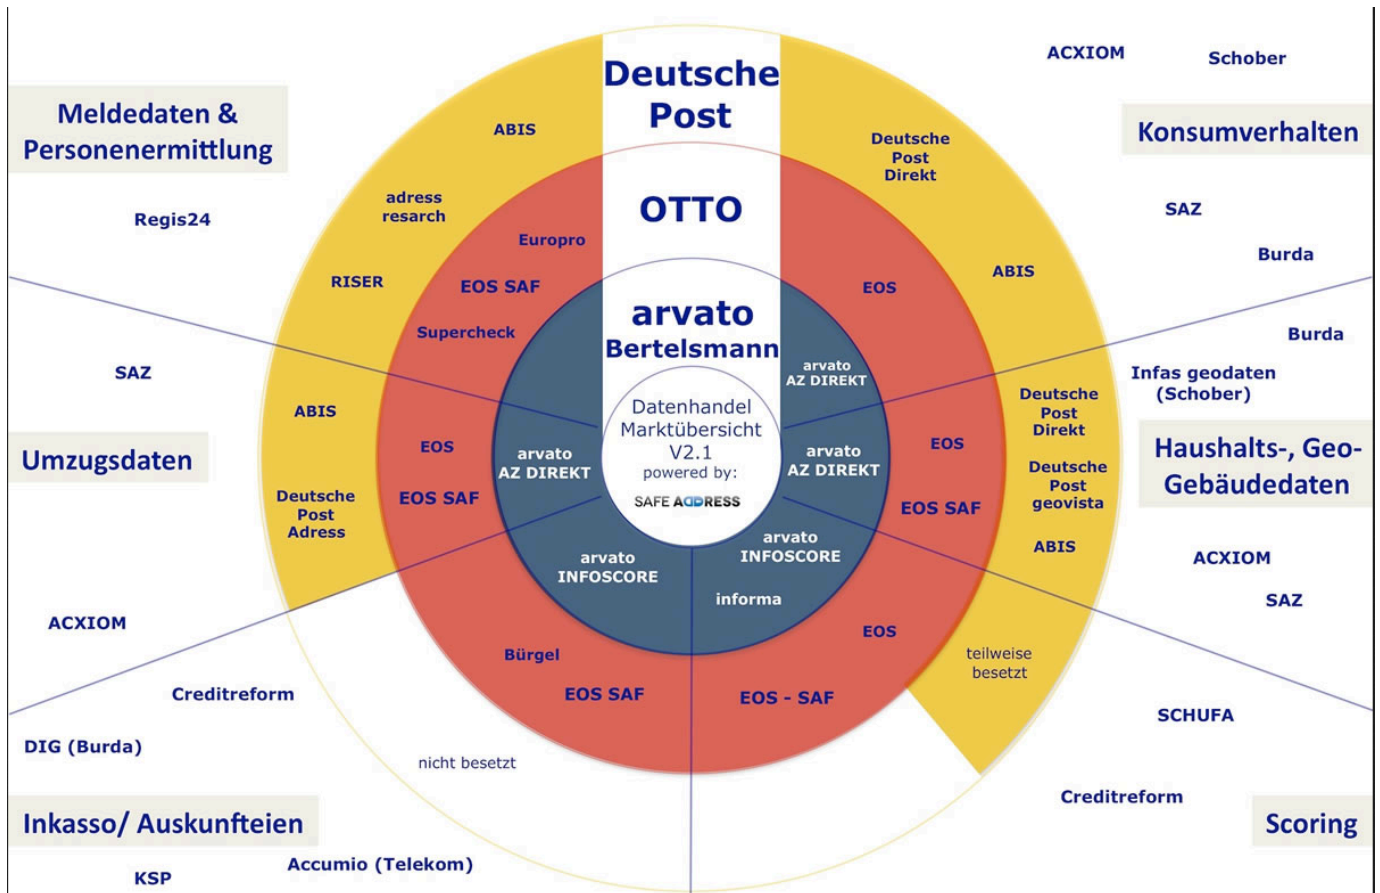 Deutsche
Post
OTTO
arvato
Bertelsmann
Datenhandel
Marktübersicht
V2.1
powered by:
SAFE ADDRESS
Meldedaten &
Personenermittlung
Regis24
ABIS
adress
resarch
RISER
Europro
EOS SAF
Supercheck
Konsumverhalten
ACXIOM
Schober
SAZ
Burda
Deutsche
Post
Direkt
ABIS
EOS
arvato
AZ DIREKT
Haushalts-, Geo-
Gebäudedaten
Burda
Infas geodaten
(Schober)
ACXIOM
SAZ
Deutsche
Post
Direkt
Deutsche
Post
geovista
ABIS
EOS
EOS SAF
arvato
AZ DIREKT
Scoring
SCHUFA
Creditreform
teilweise
besetzt
EOS
EOS - SAF
arvato
INFOSCORE
informa
Inkasso/ Auskunfteien
Creditreform
DIG (Burda)
KSP
Accumio (Telekom)
nicht besetzt
Bürgel
EOS SAF
arvato
INFOSCORE
Umzugsdaten
SAZ
ACXIOM
ABIS
Deutsche
Post
Adress
EOS
EOS SAF
arvato
AZ DIREKT